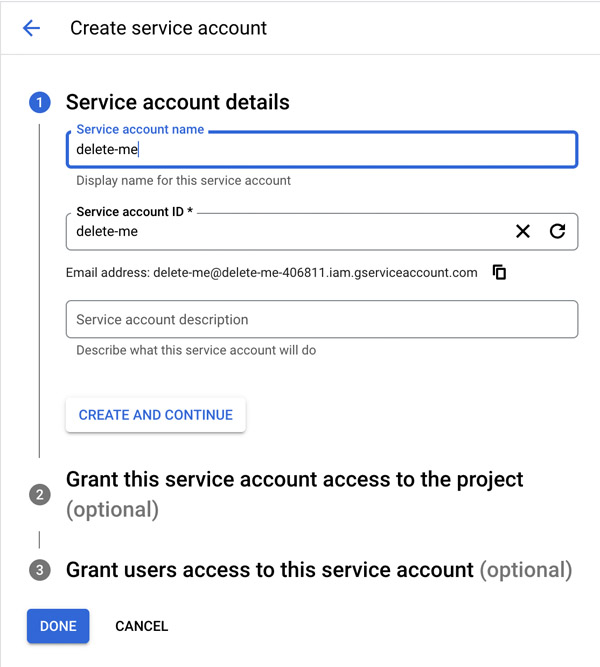 Create service account
1 Service account details
Service account name
delete-me
Display name for this service account
Service account ID *
delete-me
Email address: delete-me@delete-me-406811.iam.gserviceaccount.com
Service account description
Describe what this service account will do
CREATE AND CONTINUE
2 Grant this service account access to the project
(optional)
3 Grant users access to this service account (optional)
DONE CANCEL